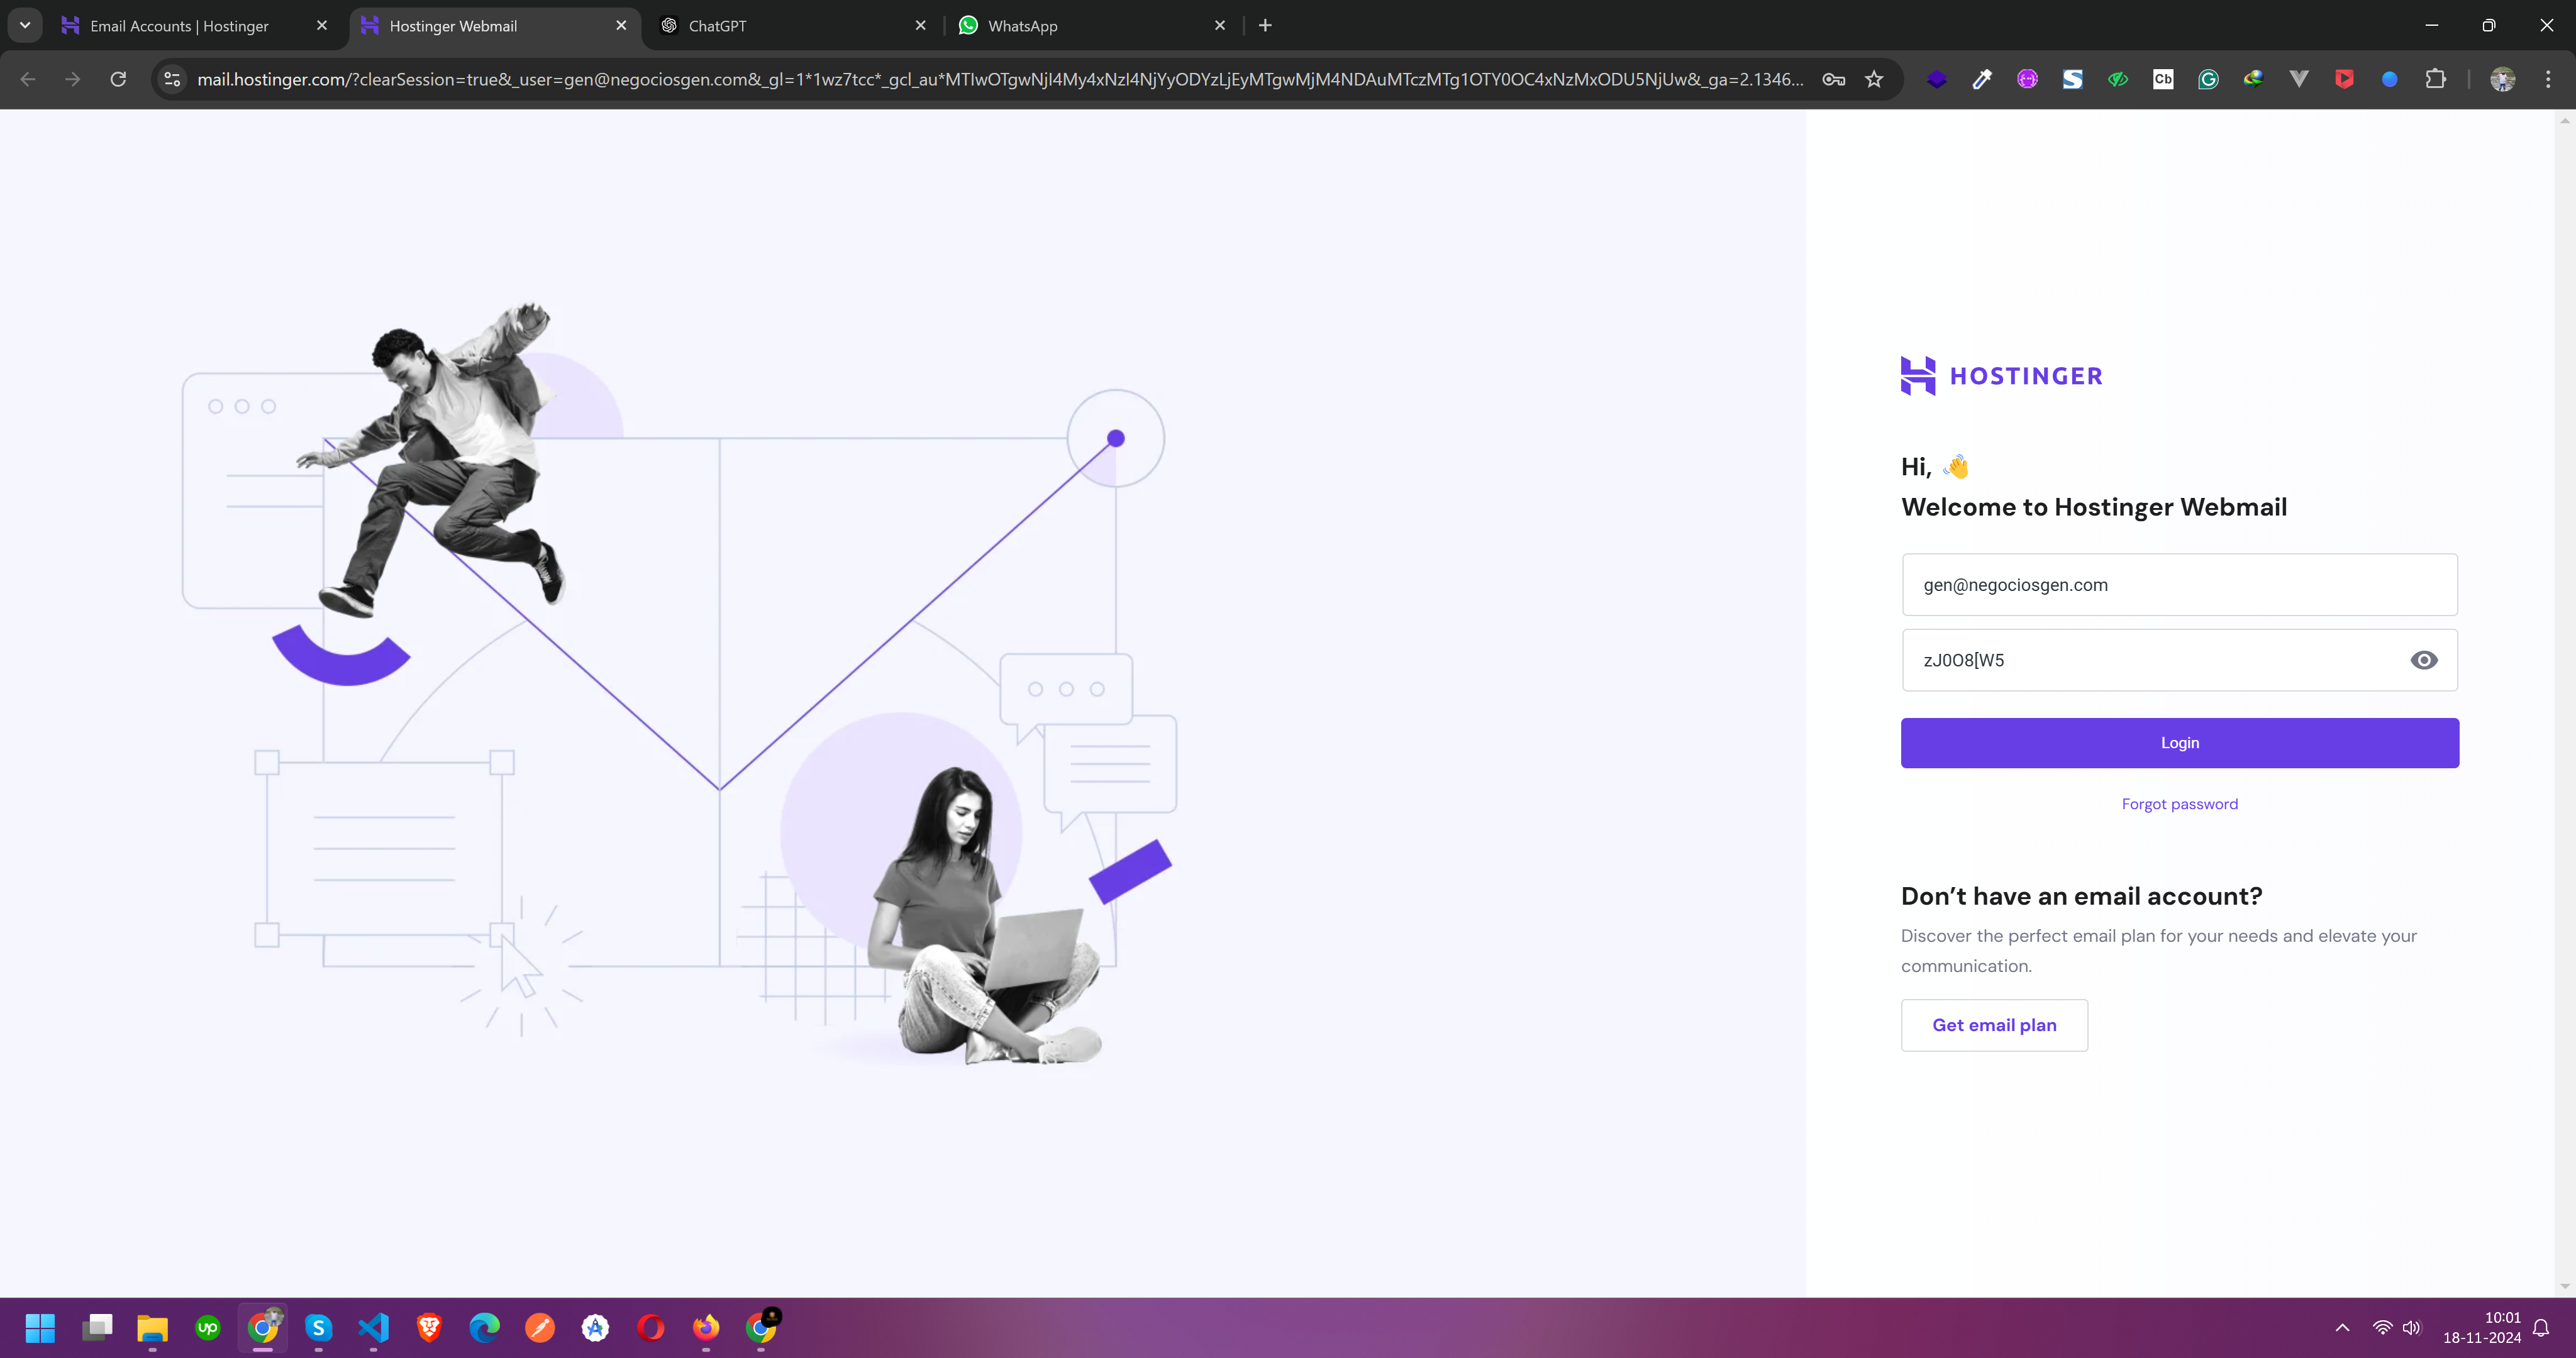 Email Accounts | Hostinger
Hostinger Webmail
ChatGPT
WhatsApp
mail.hostinger.com/?clearSession=true&_user=gen@negociosgen.com&_gl=1*1wz7tcc*_gcl_au*MTIwOTgwNjI4My4xNzI4NjYyODYzLjEyMTgwMjM4NDAuMTczMTg1OTY0OC4xNzMxODU5NjUw&_ga=2.1346...
Cb
HOSTINGER
Hi, 👋
Welcome to Hostinger Webmail
gen@negociosgen.com
zJ0O8[W5
Login
Forgot password
Don’t have an email account?
Discover the perfect email plan for your needs and elevate your
communication.
Get email plan
up
10:01
18-11-2024